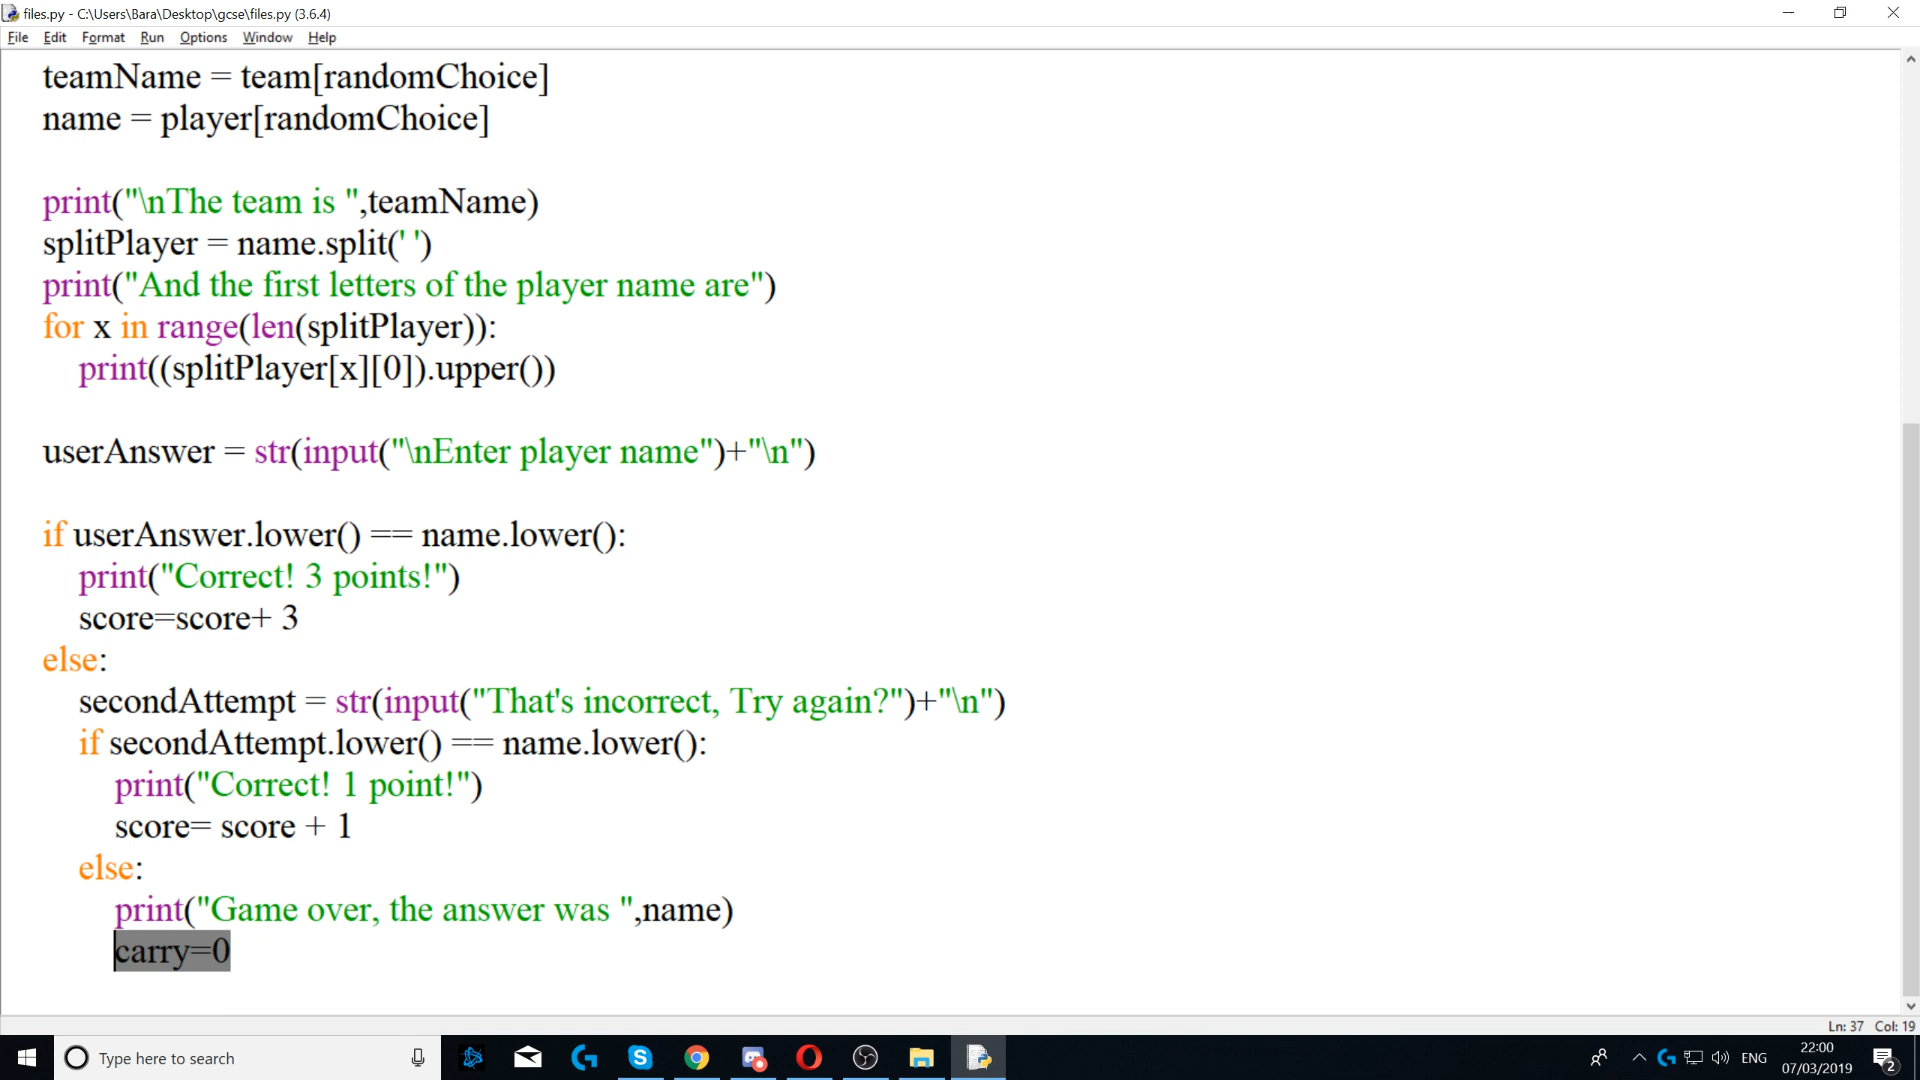 files.py - C:\Users\Bara\Desktop\gcse\files.py (3.6.4)
File Edit Format Run Options Window Help
teamName = team[randomChoice]
name = player[randomChoice]
print("\nThe team is ",teamName)
splitPlayer = name.split(' ')
print("And the first letters of the player name are")
for x in range(len(splitPlayer)):
    print((splitPlayer[x][0]).upper())
userAnswer = str(input("\nEnter player name")+"\n")
if userAnswer.lower() == name.lower():
    print("Correct! 3 points!")
    score=score+ 3
else:
    secondAttempt = str(input("That's incorrect, Try again?")+"\n")
    if secondAttempt.lower() == name.lower():
        print("Correct! 1 point!")
        score= score + 1
    else:
        print("Game over, the answer was ",name)
        carry=0
Ln: 37 Col: 19
Type here to search
ENG
22:00
07/03/2019
2